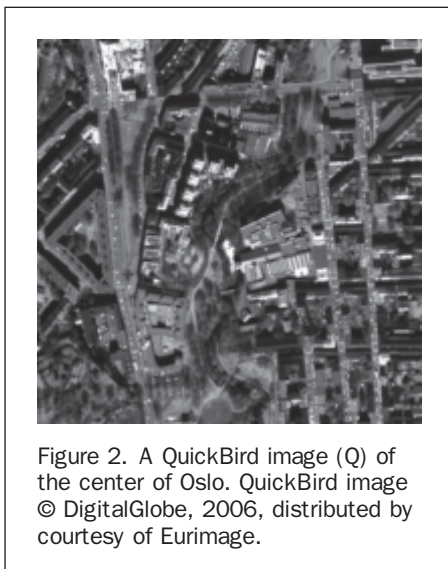 Figure 2. A QuickBird image (Q) of
the center of Oslo. QuickBird image
© DigitalGlobe, 2006, distributed by
courtesy of Eurimage.